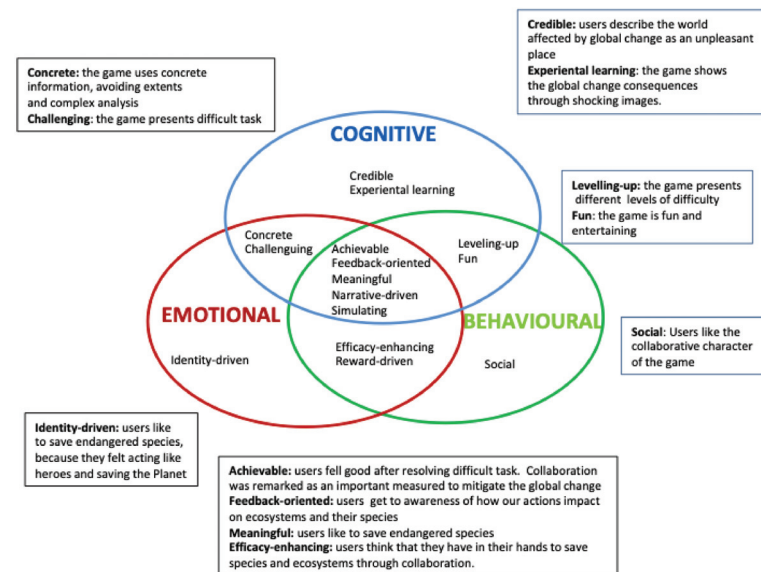 Credible: users describe the world
affected by global change as an unpleasant
place
Experiental learning: the game shows
the global change consequences
through shocking images.
Concrete: the game uses concrete
information, avoiding extents
and complex analysis
Challenging: the game presents difficult task
COGNITIVE
Credible
Experiental learning
Levelling-up: the game presents
different levels of difficulty
Fun: the game is fun and
entertaining
Concrete
Challenguing
Achievable
Feedback-oriented
Meaningful
Narrative-driven
Simulating
Leveling-up
Fun
EMOTIONAL
BEHAVIOURAL
Identity-driven
Efficacy-enhancing
Reward-driven
Social
Social: Users like the
collaborative character
of the game
Identity-driven: users like
to save endangered species,
because they felt acting like
heroes and saving the Planet
Achievable: users fell good after resolving difficult task. Collaboration
was remarked as an important measured to mitigate the global change
Feedback-oriented: users get to awareness of how our actions impact
on ecosystems and their species
Meaningful: users like to save endangered species
Efficacy-enhancing: users think that they have in their hands to save
species and ecosystems through collaboration.